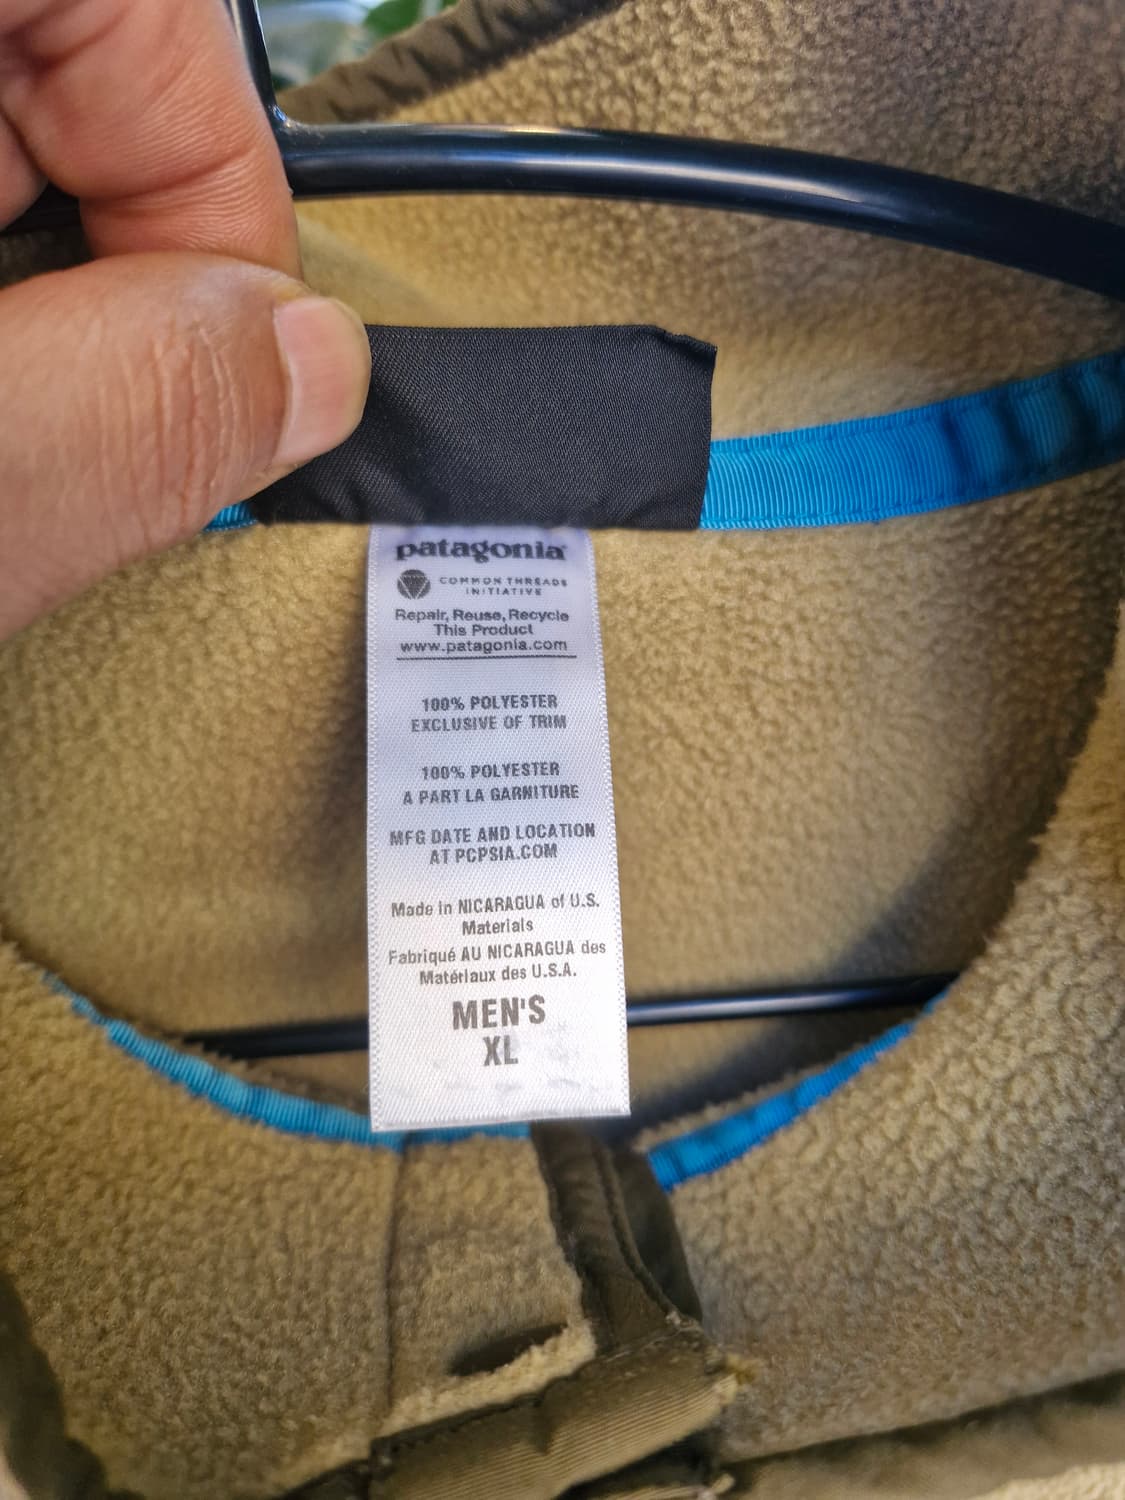 patagonia
COMMON THREADS
INITIATIVE
Repair, Reuse, Recycle
This Product
www.patagonia.com
100% POLYESTER
EXCLUSIVE OF TRIM
100% POLYESTER
A PART LA GARNITURE
MFG DATE AND LOCATION
AT PCPSIA.COM
Made in NICARAGUA of U.S.
Materials
Fabriqué AU NICARAGUA des
Matériaux des U.S.A.
MEN'S
XL